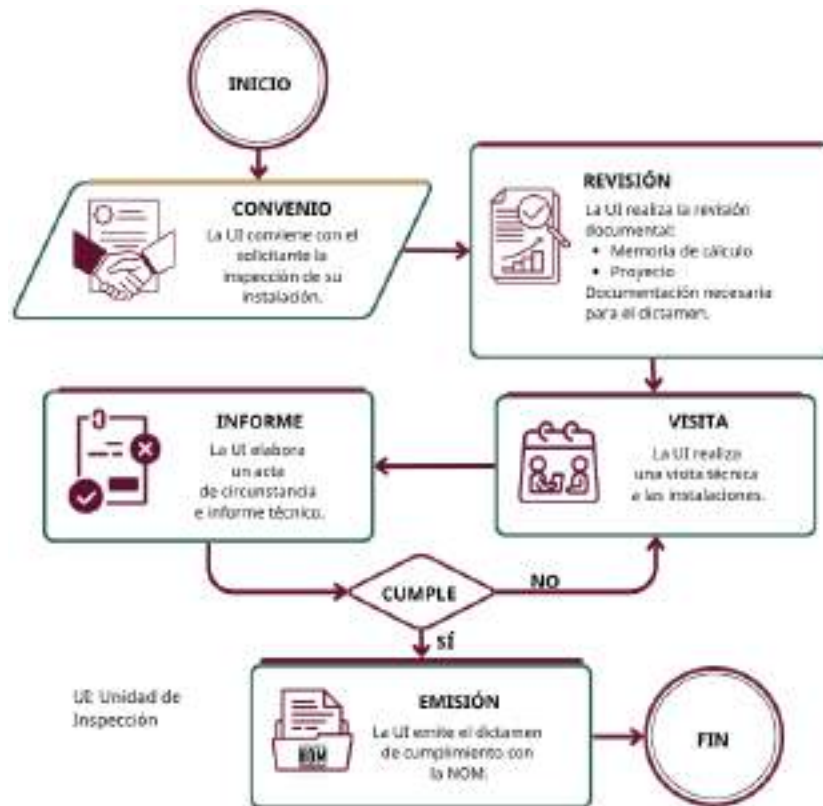 INICIO
CONVENIO
La UI conviene con el
solicitante la
inspección de su
instalación.
REVISIÓN
La UI realiza la revisión
documental:
• Memoria de cálculo
• Proyecto
Documentación necesaria
para el dictamen.
VISITA
La UI realiza
una visita técnica
a las instalaciones.
INFORME
La UI elabora
un acta
de circunstancia
e informe técnico.
CUMPLE
NO
SÍ
EMISIÓN
La UI emite el dictamen
de cumplimiento con
la NOM.
NOM
FIN
UI: Unidad de
Inspección